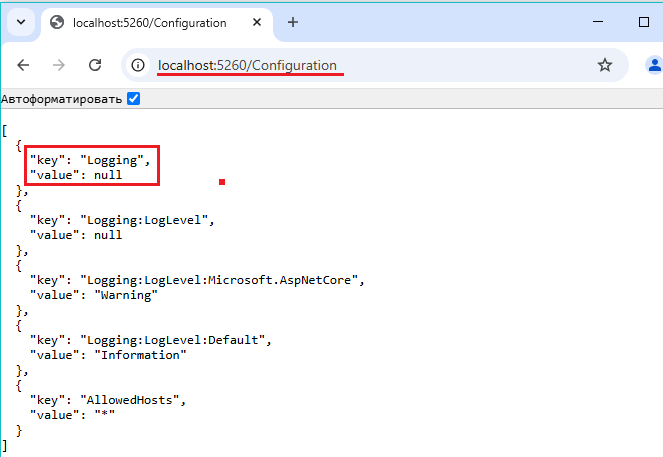 localhost:5260/Configuration
localhost:5260/Configuration
Автоформатировать
[
  {
    "key": "Logging",
    "value": null
  },
  {
    "key": "Logging:LogLevel",
    "value": null
  },
  {
    "key": "Logging:LogLevel:Microsoft.AspNetCore",
    "value": "Warning"
  },
  {
    "key": "Logging:LogLevel:Default",
    "value": "Information"
  },
  {
    "key": "AllowedHosts",
    "value": "*"
  }
]